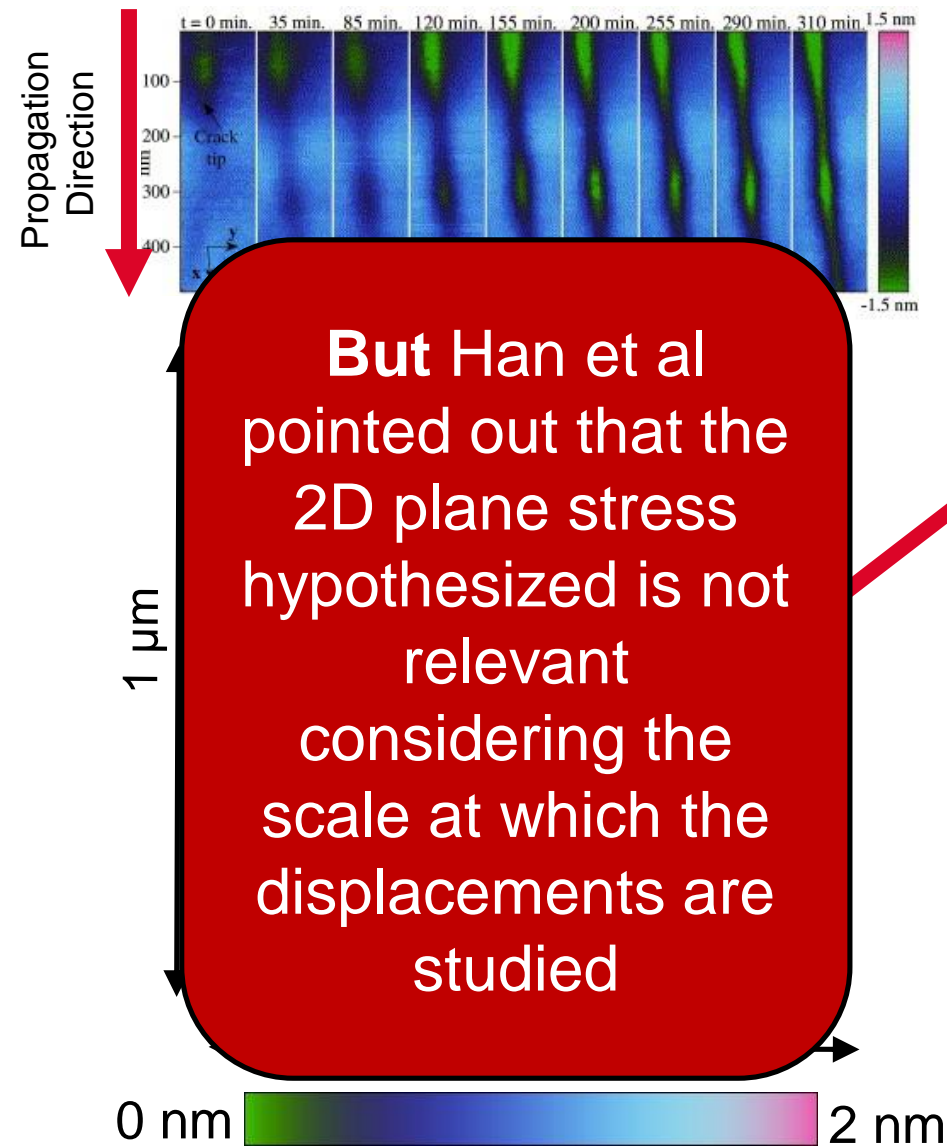 t = 0 min. 35 min. 85 min. 120 min. 155 min. 200 min. 255 min. 290 min. 310 min. 1.5 nm
Propagation
Direction
100
200
nm
300
400
Crack
tip
y
x
-1.5 nm
But Han et al
pointed out that the
2D plane stress
hypothesized is not
relevant
considering the
scale at which the
displacements are
studied
1 μm
0 nm 2 nm